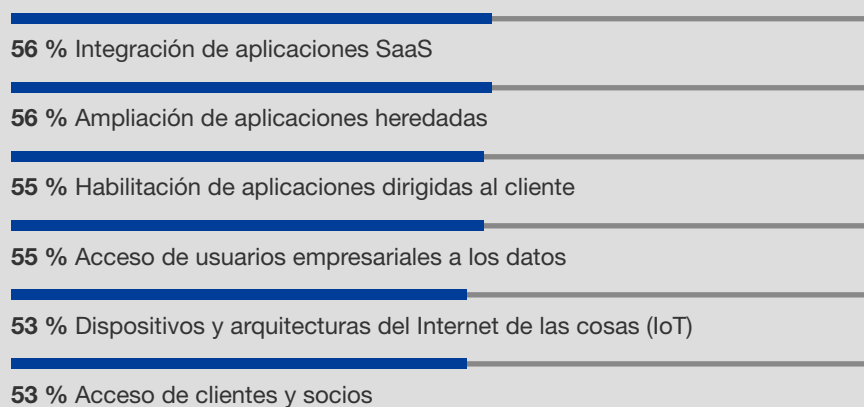 56 % Integración de aplicaciones SaaS
56 % Ampliación de aplicaciones heredadas
55 % Habilitación de aplicaciones dirigidas al cliente
55 % Acceso de usuarios empresariales a los datos
53 % Dispositivos y arquitecturas del Internet de las cosas (IoT)
53 % Acceso de clientes y socios